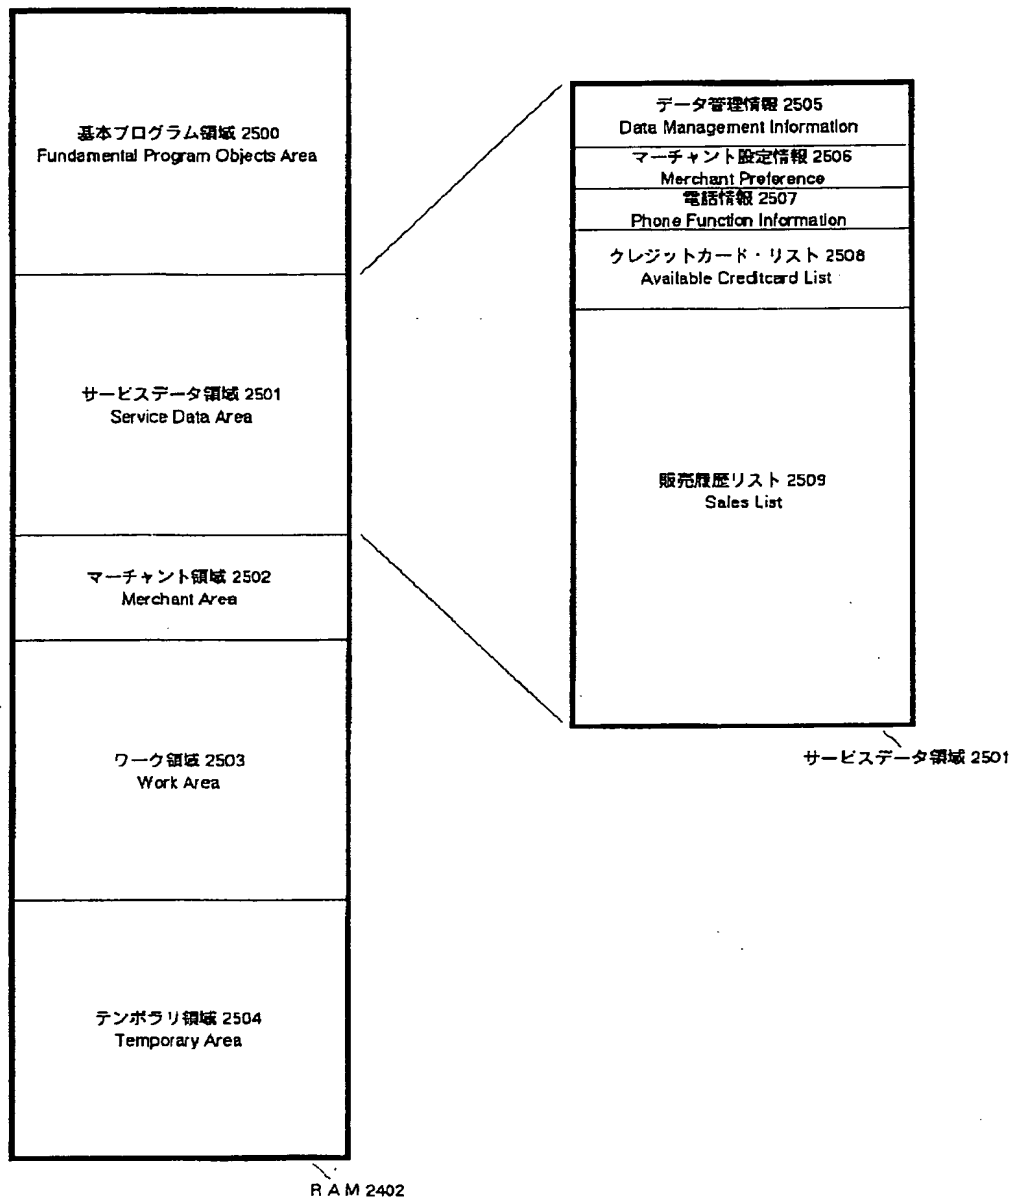 基本プログラム領域 2500
Fundamental Program Objects Area
サービスデータ領域 2501
Service Data Area
マーチャント領域 2502
Merchant Area
ワーク領域 2503
Work Area
テンポラリ領域 2504
Temporary Area
RAM 2402
データ管理情報 2505
Data Management Information
マーチャント設定情報 2506
Merchant Preference
電話情報 2507
Phone Function Information
クレジットカード・リスト 2508
Available Creditcard List
販売履歴リスト 2509
Sales List
サービスデータ領域 2501